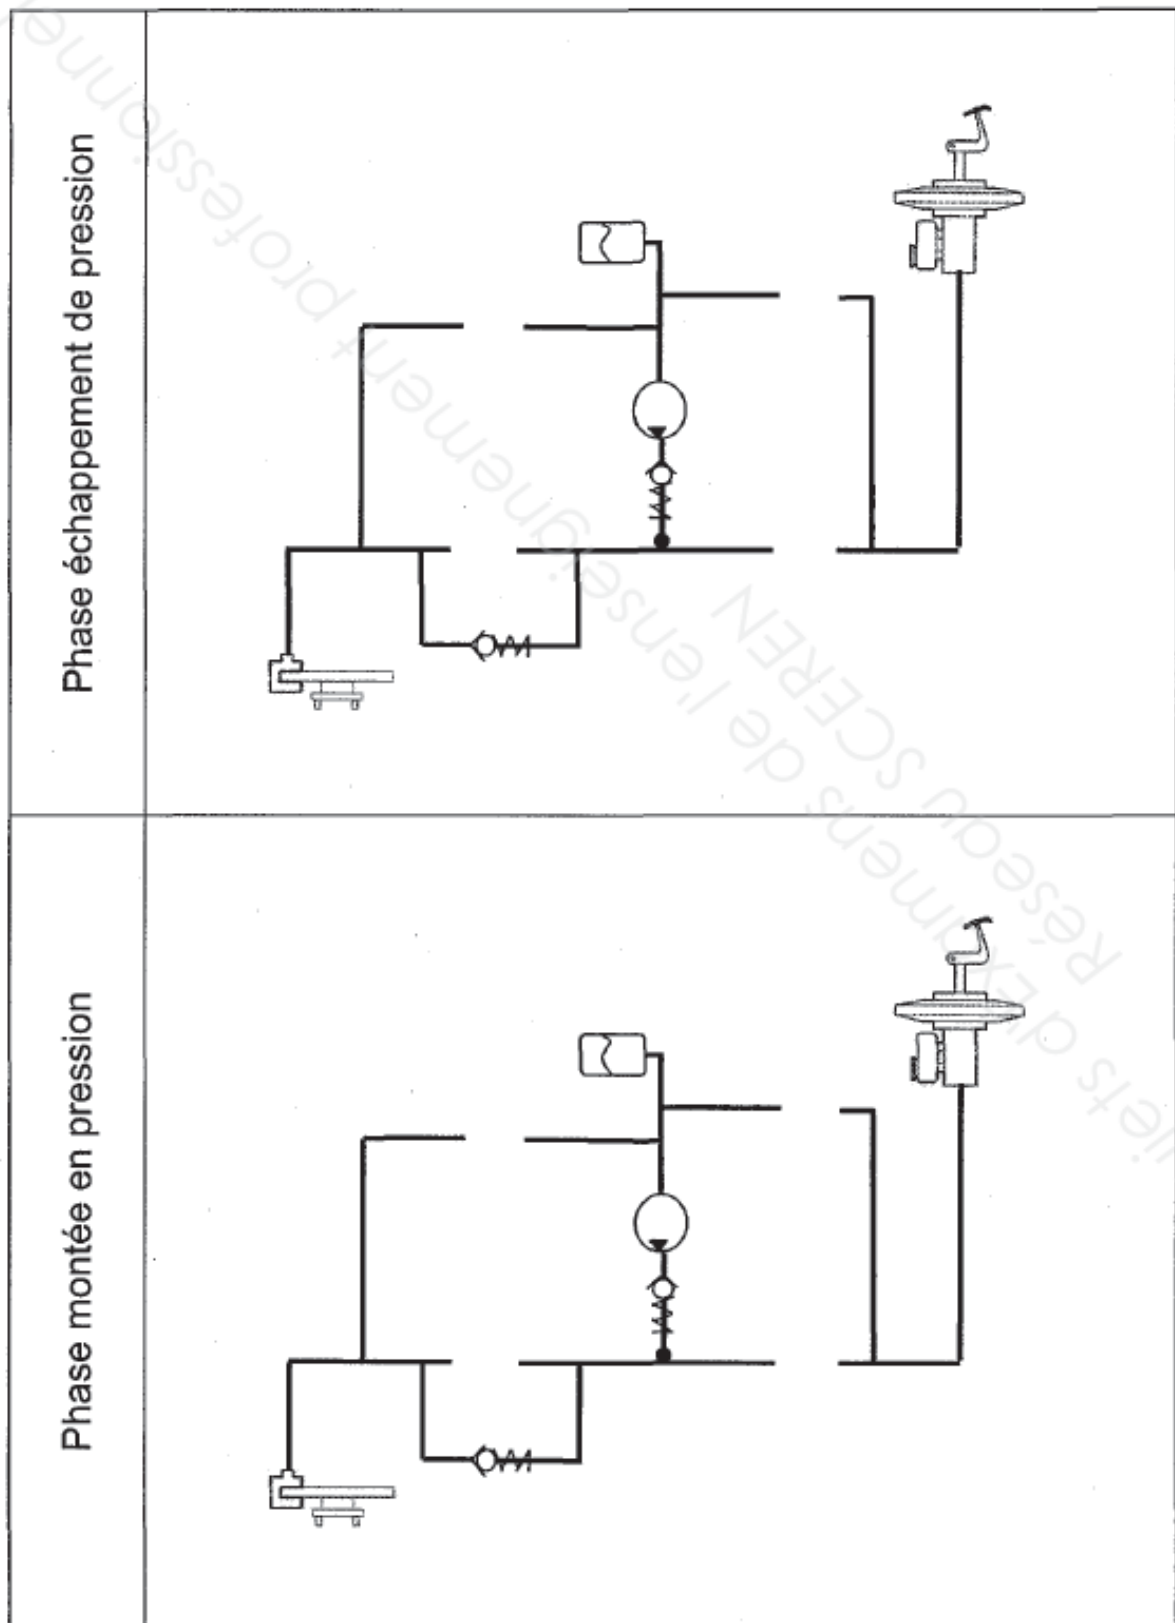 Phase montée en pression
Phase échappement de pression
Sujets d'Examens de l'enseignement professionnel
Réseau SCEREN